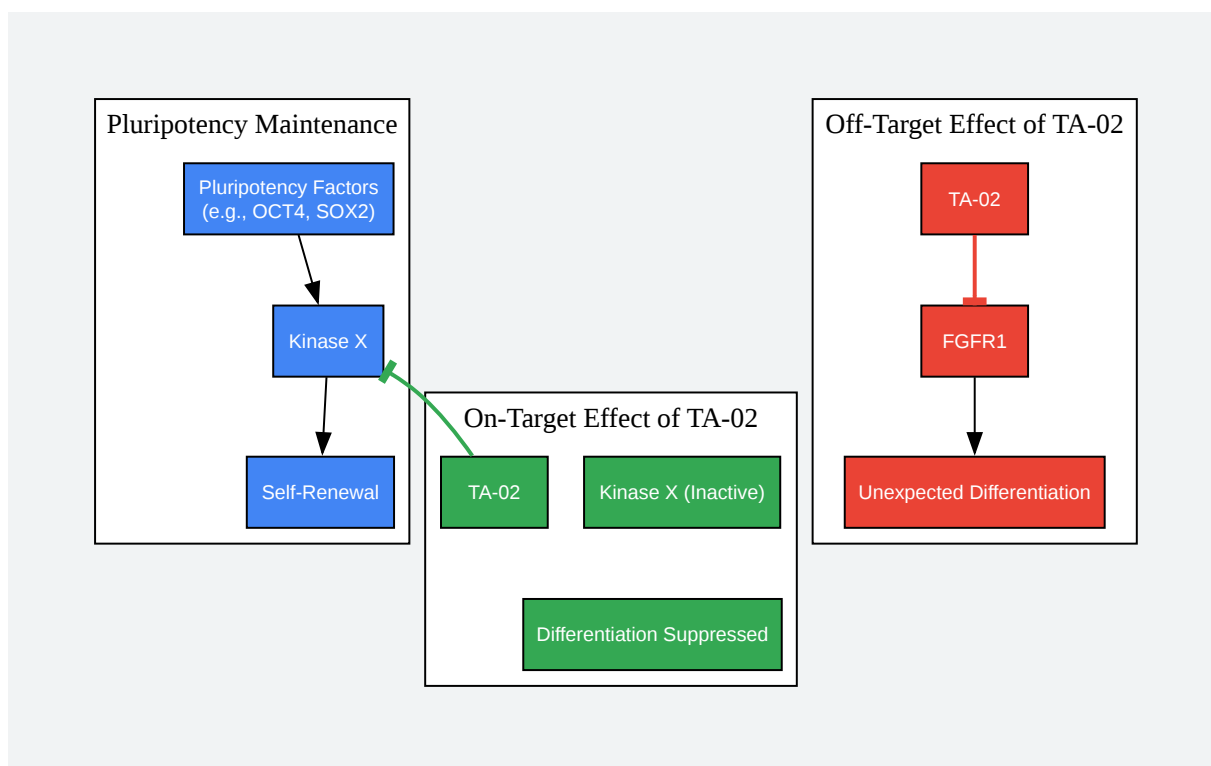 Pluripotency Maintenance
Pluripotency Factors
(e.g., OCT4, SOX2)
Kinase X
Self-Renewal
On-Target Effect of TA-02
TA-02
Kinase X (Inactive)
Differentiation Suppressed
Off-Target Effect of TA-02
TA-02
FGFR1
Unexpected Differentiation